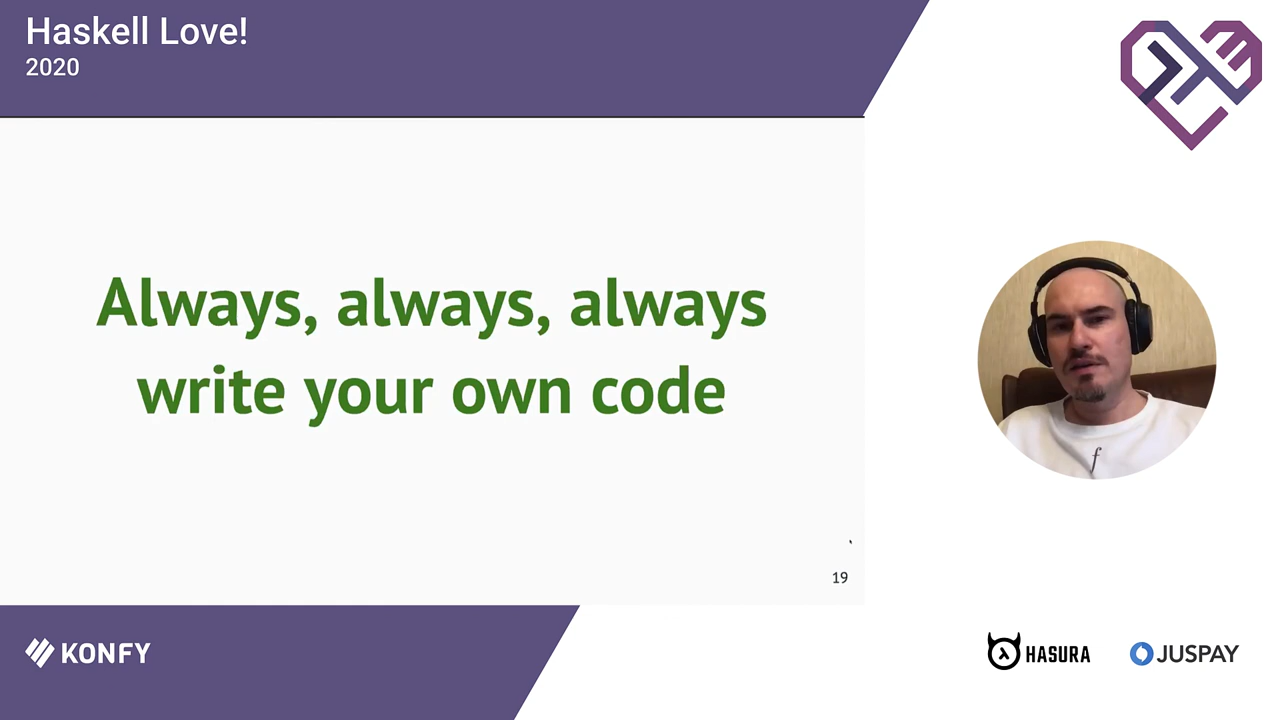 Haskell Love!
2020
Always, always, always
write your own code
19
f
KONFY
HASURA
JUSPAY